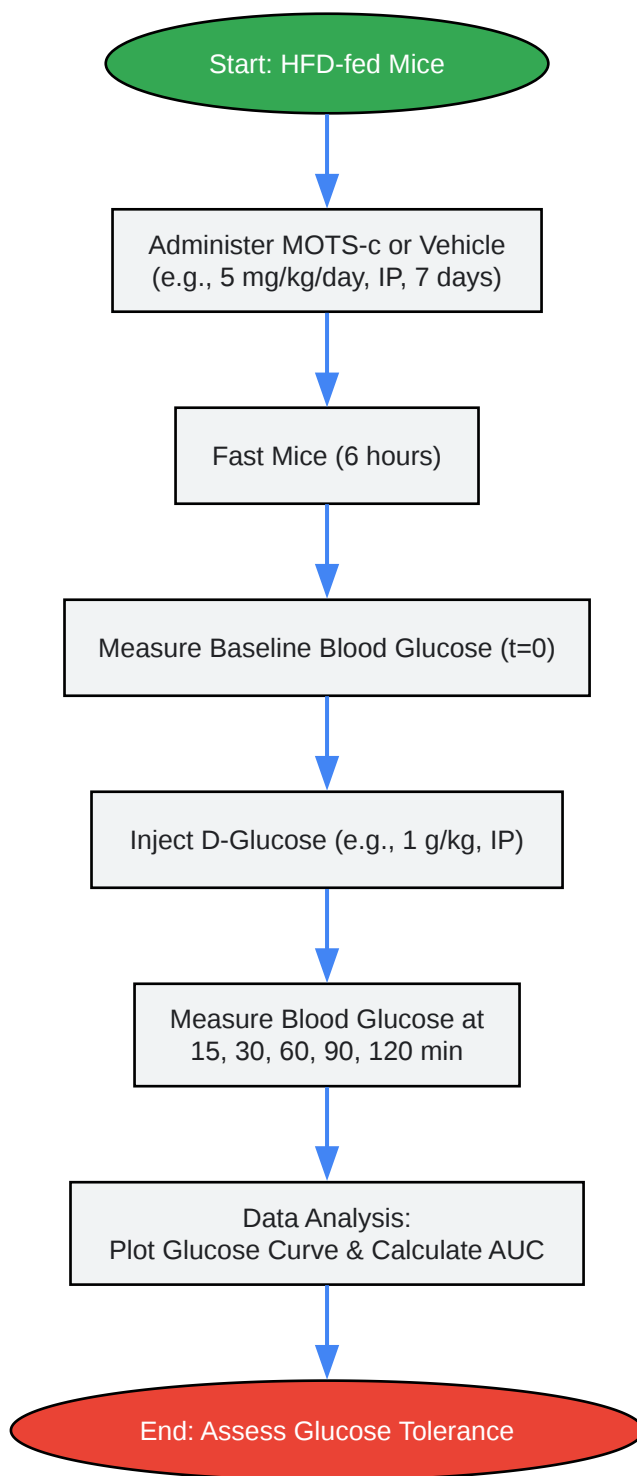 Start: HFD-fed Mice
Administer MOTS-c or Vehicle
(e.g., 5 mg/kg/day, IP, 7 days)
Fast Mice (6 hours)
Measure Baseline Blood Glucose (t=0)
Inject D-Glucose (e.g., 1 g/kg, IP)
Measure Blood Glucose at
15, 30, 60, 90, 120 min
Data Analysis:
Plot Glucose Curve & Calculate AUC
End: Assess Glucose Tolerance